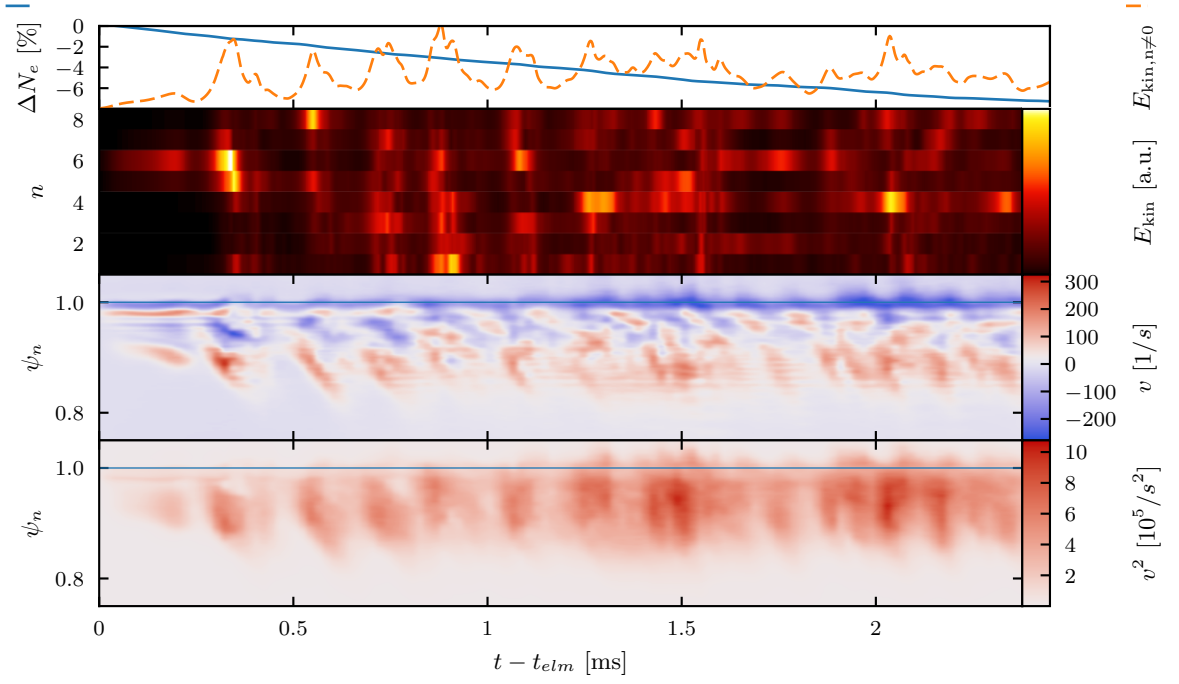 ΔN_e [%]
0
−2
−4
−6
E_kin,n≠0
n
8
6
4
2
E_kin [a.u.]
ψ_n
1.0
0.8
300
200
100
0
−100
−200
v [1/s]
ψ_n
1.0
0.8
10
8
6
4
2
v² [10⁵/s²]
0 0.5 1 1.5 2
t − t_elm [ms]